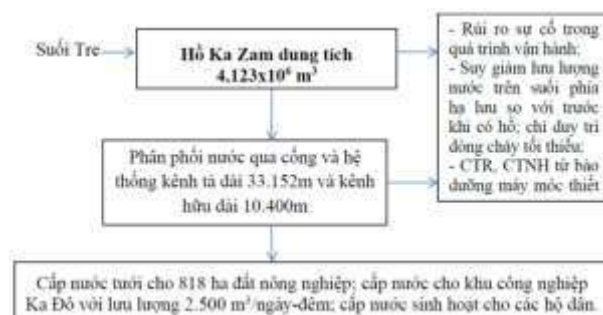 Suối Tre
Hồ Ka Zam dung tích
4,123x10⁶ m³
- Rủi ro sự cố trong
quá trình vận hành;
- Suy giảm lưu lượng
nước trên suối phía
hạ lưu so với trước
khi có hồ; chỉ duy trì
dòng chảy tối thiểu;
- CTR, CTNH từ bảo
dưỡng máy móc thiết
Phân phối nước qua cống và hệ
thống kênh tả dài 33.152m và kênh
hữu dài 10.400m
Cấp nước tưới cho 818 ha đất nông nghiệp; cấp nước cho khu công nghiệp
Ka Đô với lưu lượng 2.500 m³/ngày-đêm; cấp nước sinh hoạt cho các hộ dân.